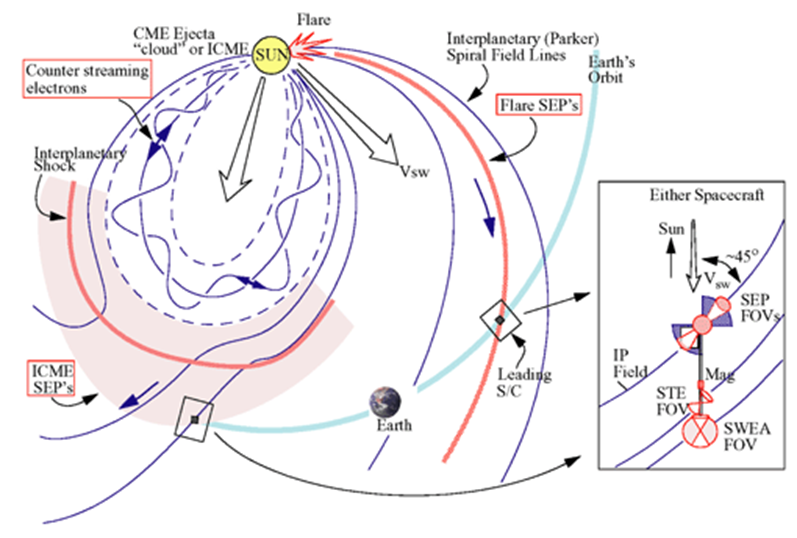 Flare
CME Ejecta
“cloud” or ICME
SUN
Interplanetary (Parker)
Spiral Field Lines
Earth's
Orbit
Counter streaming
electrons
Flare SEP's
Interplanetary
Shock
Vsw
Either Spacecraft
Sun
~45°
Vsw
SEP
FOVs
IP
Field
Mag
STE
FOV
SWEA
FOV
Leading
S/C
ICME
SEP's
Earth